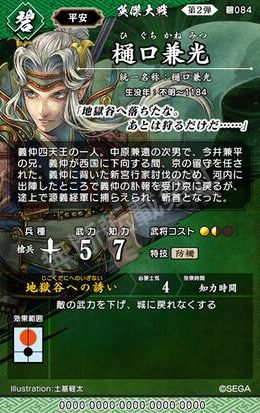 碧
平安
英傑大戦
第2弾
碧084
ひぐちかねみつ
樋口兼光
統一名称:樋口兼光
生没年:不明～1184
「地獄谷へ落ちたな。
あとは狩るだけだ……」
義仲四天王の一人。中原兼遠の次男で、今井兼平
の兄。義仲が西国に下向する間、京の留守を任さ
れた。義仲に背いた新宮行家討伐のため、河内に
出陣したところで義仲の訃報を受け京に戻るが、
途上で源義経軍に捕らえられ、斬首となった。
兵種 武力 知力 武将コスト
槍兵 5 7 特技 防柵
じごくだにへのいざない
地獄谷への誘い
必要士気 4
効果時間 知力時間
敵の武力を下げ、城に戻れなくする
効果範囲
Illustration:土基軽太
©SEGA
0000-0000-0000-0000-0000